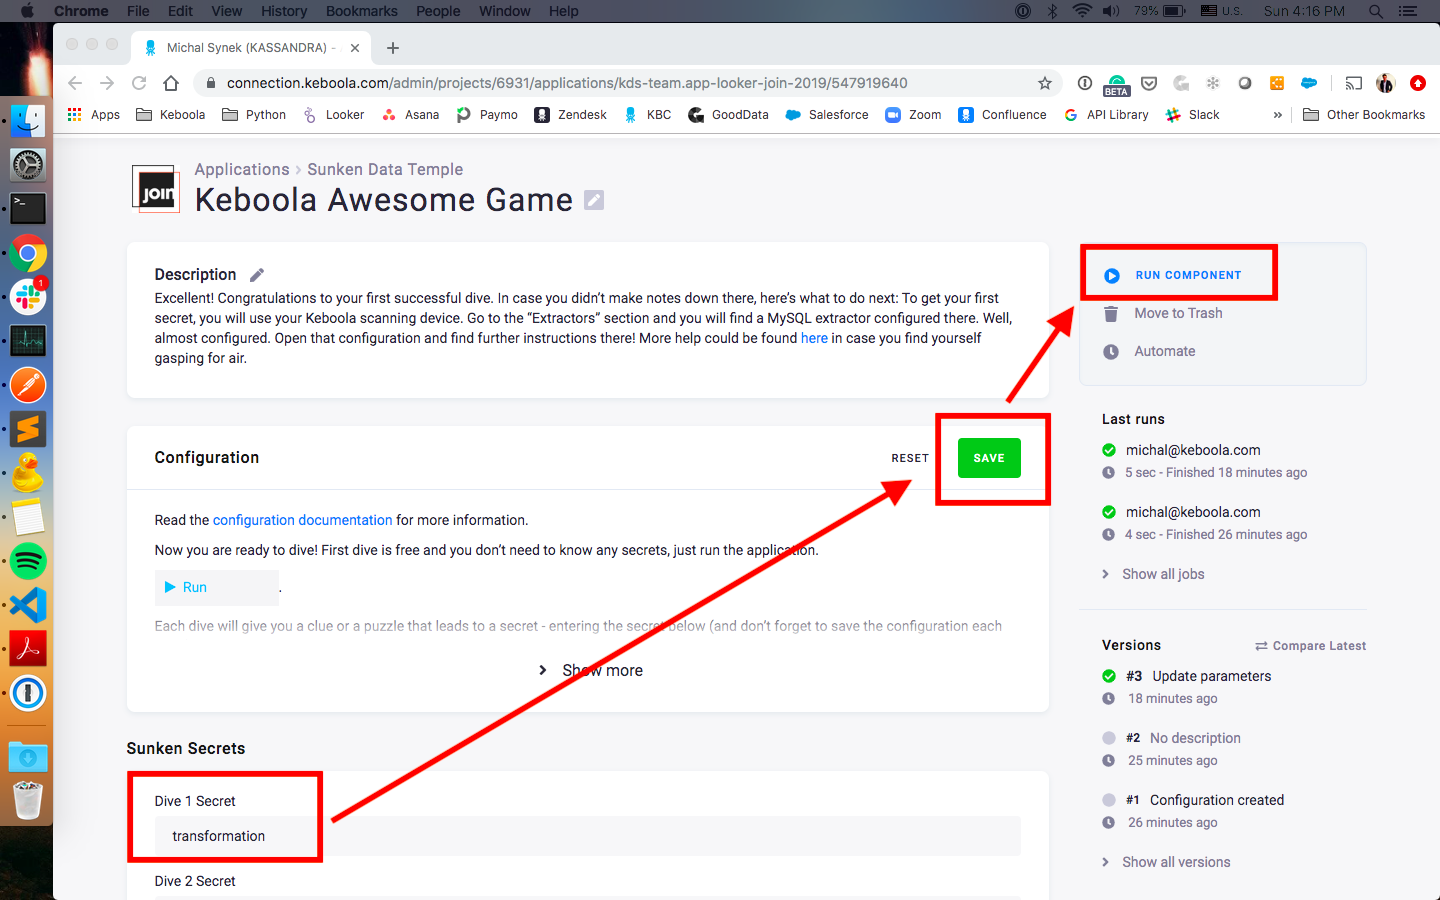 Chrome File Edit View History Bookmarks People Window Help 79% U.S. Sun 4:16 PM
Michal Synek (KASSANDRA) -
connection.keboola.com/admin/projects/6931/applications/kds-team.app-looker-join-2019/547919640
BETA
Apps Keboola Python Looker Asana Paymo Zendesk KBC GoodData Salesforce Zoom Confluence API Library Slack » Other Bookmarks
join
Applications > Sunken Data Temple
Keboola Awesome Game
Description
Excellent! Congratulations to your first successful dive. In case you didn't make notes down there, here's what to do next: To get your first
secret, you will use your Keboola scanning device. Go to the “Extractors” section and you will find a MySQL extractor configured there. Well,
almost configured. Open that configuration and find further instructions there! More help could be found here in case you find yourself
gasping for air.
Configuration
RESET
SAVE
Read the configuration documentation for more information.
Now you are ready to dive! First dive is free and you don't need to know any secrets, just run the application.
Run .
Each dive will give you a clue or a puzzle that leads to a secret - entering the secret below (and don't forget to save the configuration each
Show more
Sunken Secrets
Dive 1 Secret
transformation
Dive 2 Secret
RUN COMPONENT
Move to Trash
Automate
Last runs
michal@keboola.com
5 sec - Finished 18 minutes ago
michal@keboola.com
4 sec - Finished 26 minutes ago
Show all jobs
Versions
Compare Latest
#3 Update parameters
18 minutes ago
#2 No description
25 minutes ago
#1 Configuration created
26 minutes ago
Show all versions
1